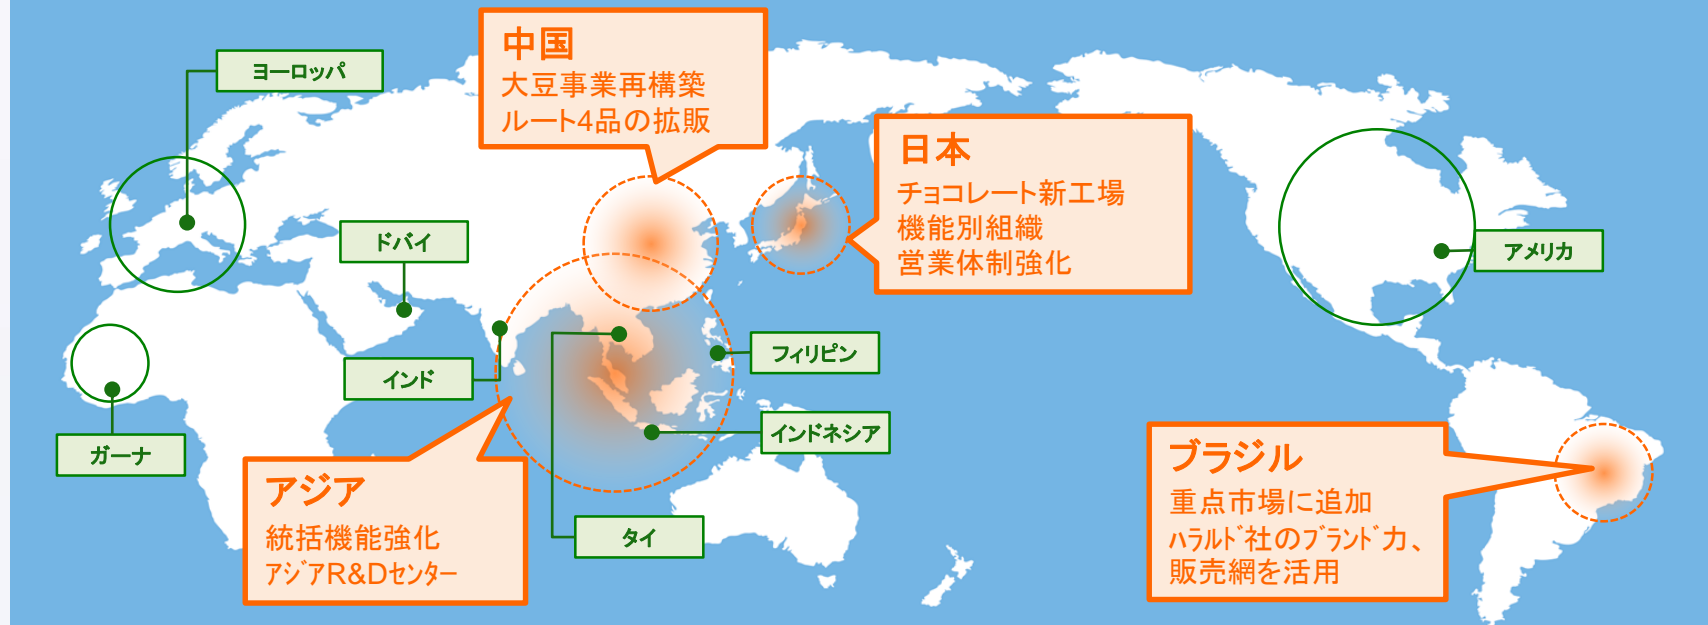 中国
大豆事業再構築
ルート4品の拡販
ヨーロッパ
日本
チョコレート新工場
機能別組織
営業体制強化
ドバイ
アメリカ
フィリピン
インド
インドネシア
ガーナ
アジア
統括機能強化
アジアR&Dセンター
タイ
ブラジル
重点市場に追加
ハラルド社のブランド力、
販売網を活用